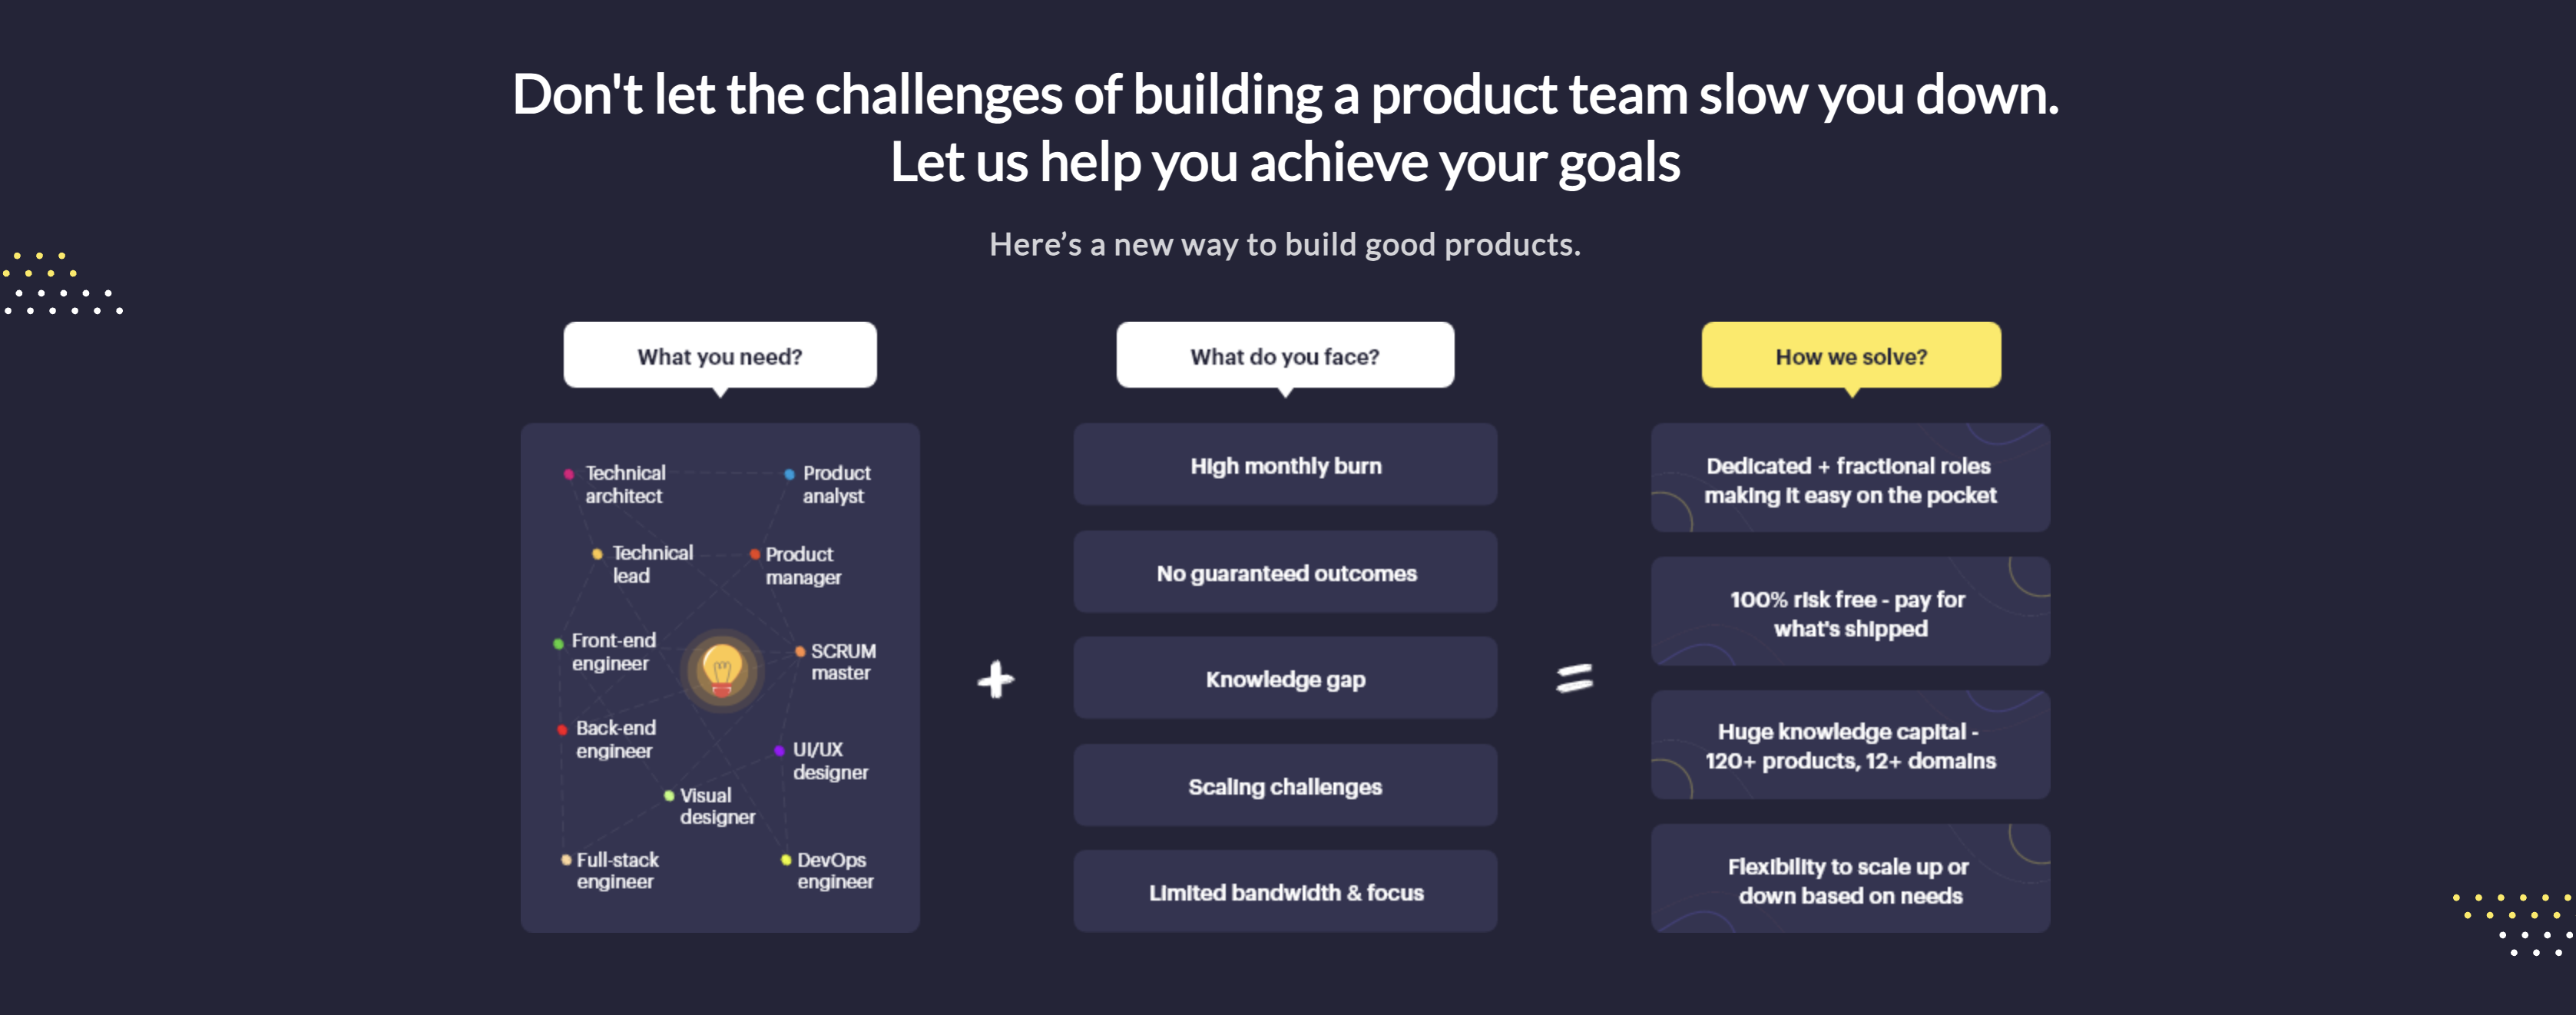 Don't let the challenges of building a product team slow you down.
Let us help you achieve your goals
Here’s a new way to build good products.
What you need?
Technical
architect
Product
analyst
Technical
lead
Product
manager
Front-end
engineer
SCRUM
master
Back-end
engineer
UI/UX
designer
Visual
designer
Full-stack
engineer
DevOps
engineer
+
What do you face?
High monthly burn
No guaranteed outcomes
Knowledge gap
Scaling challenges
Limited bandwidth & focus
=
How we solve?
Dedicated + fractional roles
making it easy on the pocket
100% risk free - pay for
what's shipped
Huge knowledge capital -
120+ products, 12+ domains
Flexibility to scale up or
down based on needs